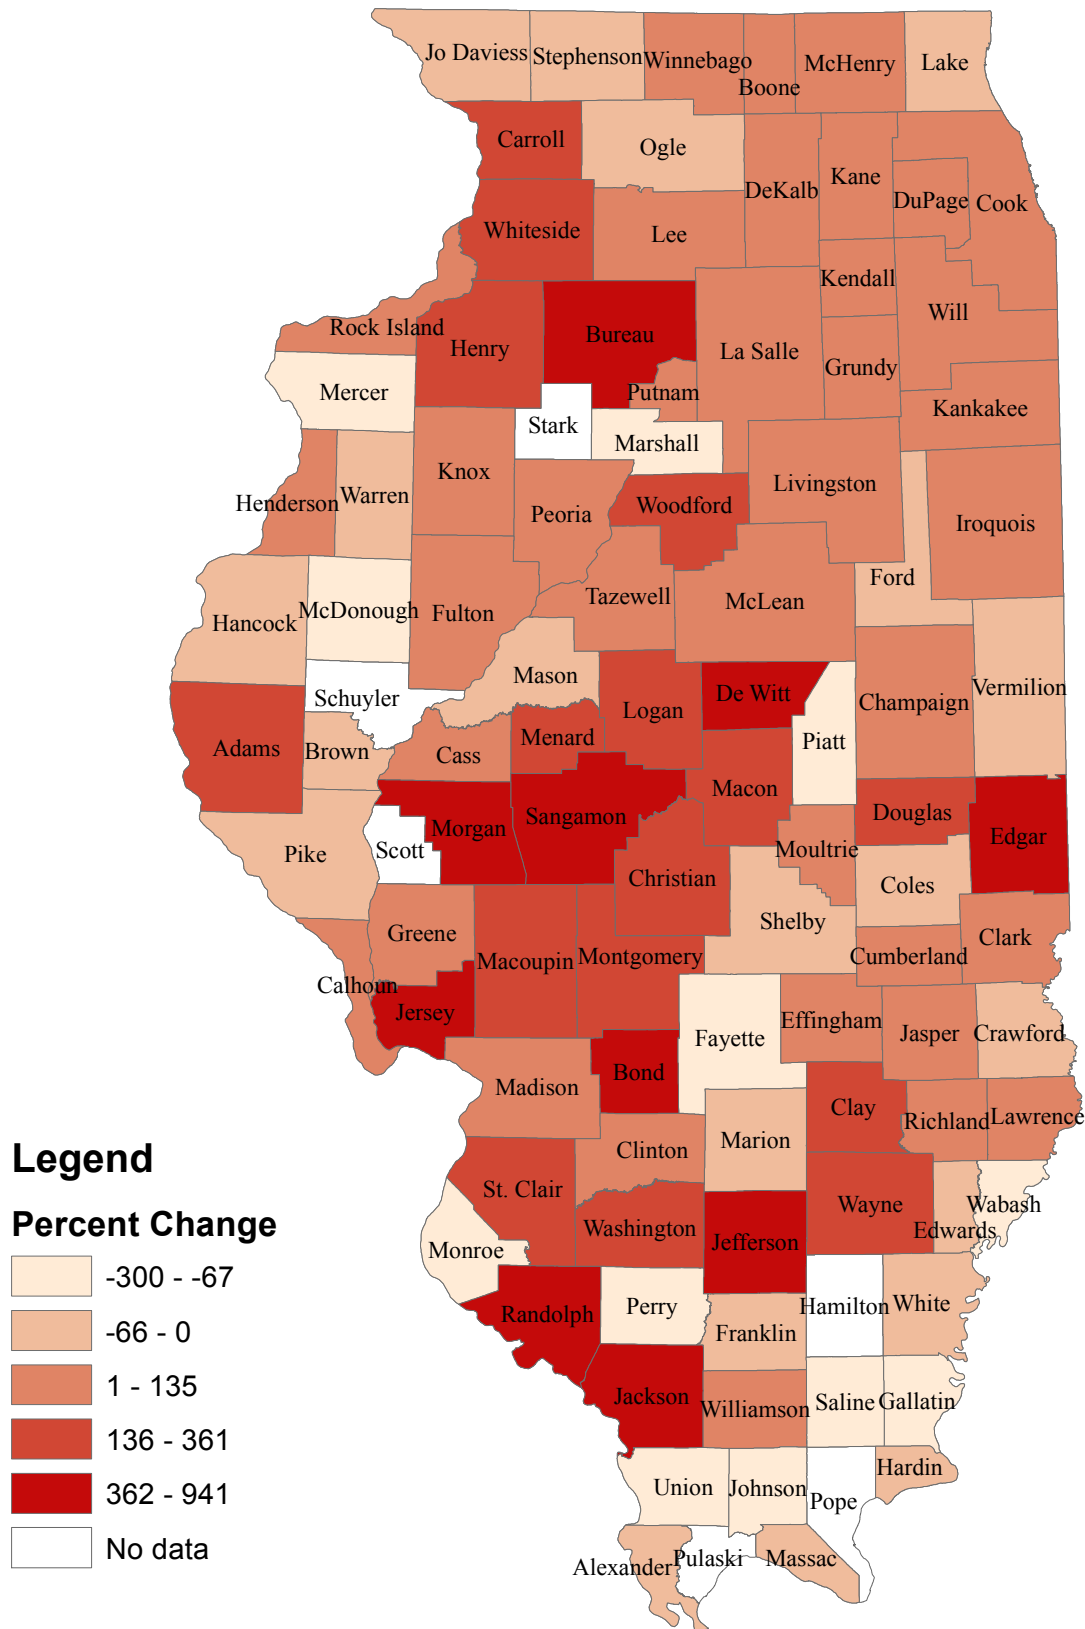 Jo Daviess
Stephenson
Winnebago
Boone
McHenry
Lake
Carroll
Ogle
DeKalb
Kane
DuPage
Cook
Whiteside
Lee
Kendall
Will
Rock Island
Henry
Bureau
La Salle
Grundy
Mercer
Putnam
Kankakee
Stark
Marshall
Knox
Livingston
Henderson
Warren
Peoria
Woodford
Iroquois
Ford
Hancock
McDonough
Fulton
Tazewell
McLean
Mason
Schuyler
Logan
De Witt
Champaign
Vermilion
Adams
Brown
Cass
Menard
Piatt
Macon
Douglas
Morgan
Sangamon
Edgar
Pike
Scott
Christian
Moultrie
Coles
Shelby
Greene
Macoupin
Montgomery
Cumberland
Clark
Calhoun
Jersey
Fayette
Effingham
Jasper
Crawford
Madison
Bond
Clay
Richland
Lawrence
Clinton
Marion
St. Clair
Wayne
Wabash
Edwards
Washington
Jefferson
Monroe
Randolph
Perry
Hamilton
White
Franklin
Jackson
Williamson
Saline
Gallatin
Union
Johnson
Pope
Hardin
Alexander
Pulaski
Massac
Legend
Percent Change
-300 - -67
-66 - 0
1 - 135
136 - 361
362 - 941
No data